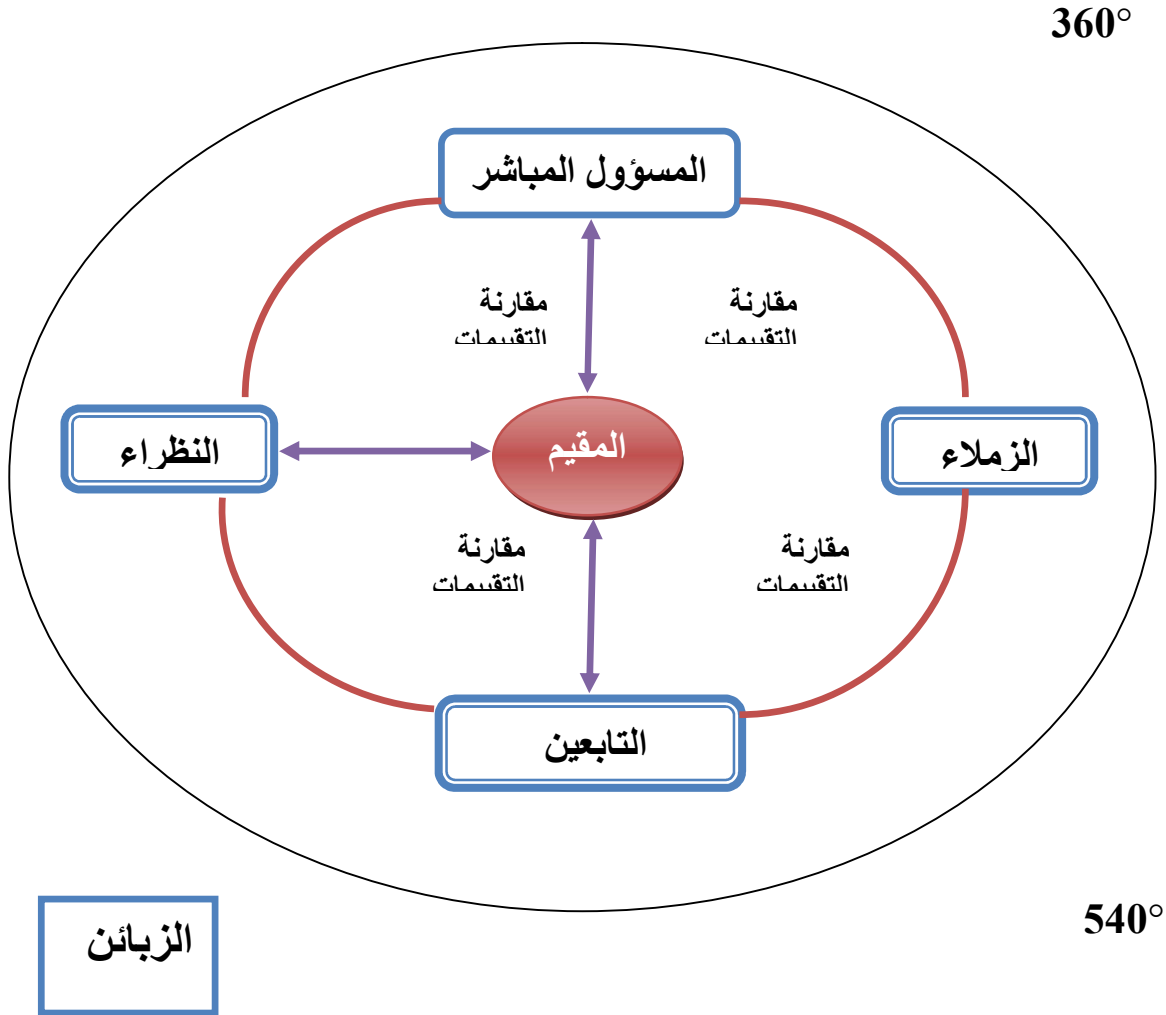 360°
المسؤول المباشر
مقارنة
التقييمات
مقارنة
التقييمات
الزملاء
المقيم
النظراء
مقارنة
التقييمات
مقارنة
التقييمات
التابعين
540°
الزبائن